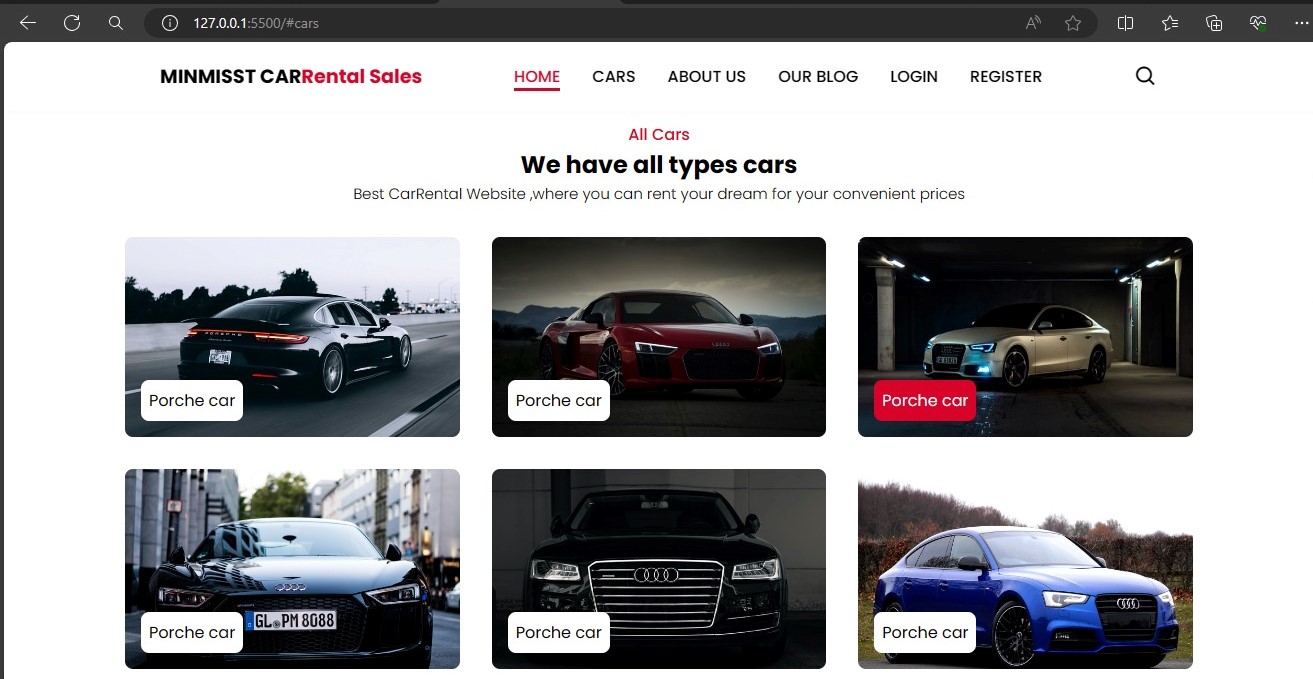 127.0.0.1:5500/#cars
MINMISST CARRental Sales
HOME CARS ABOUT US OUR BLOG LOGIN REGISTER
All Cars
We have all types cars
Best CarRental Website ,where you can rent your dream for your convenient prices
PORSCHE
Porche car
Porche car
Porche car
GL PM 8088
Porche car
Porche car
Porche car